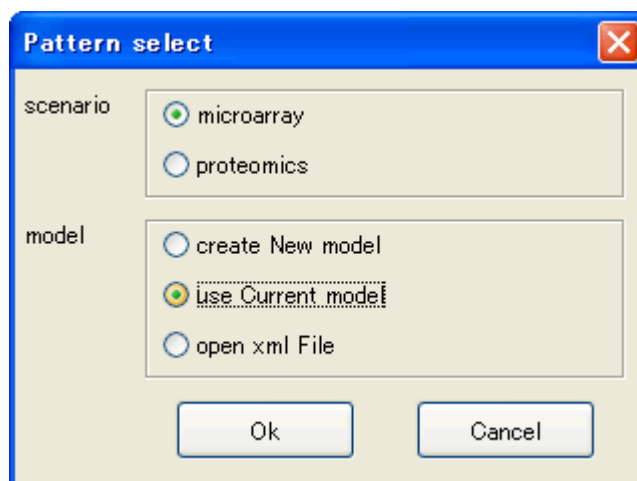 Pattern select
scenario
microarray
proteomics
model
create New model
use Current model
open xml File
Ok
Cancel